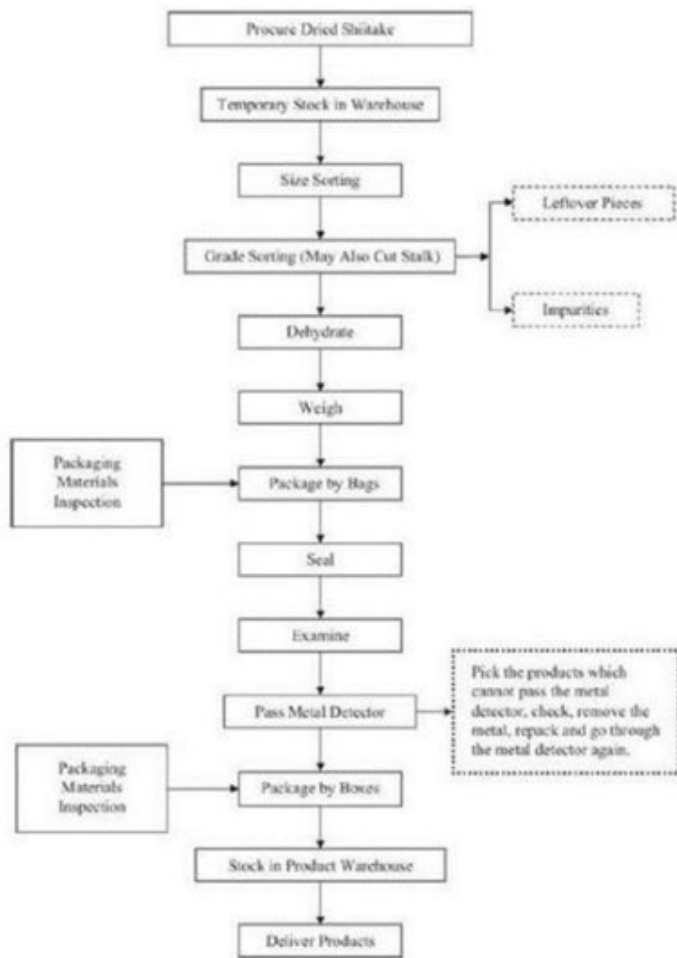 Procure Dried Shiitake
Temporary Stock in Warehouse
Size Sorting
Leftover Pieces
Grade Sorting (May Also Cut Stalk)
Impurities
Dehydrate
Weigh
Packaging
Materials
Inspection
Package by Bags
Seal
Examine
Pass Metal Detector
Pick the products which
cannot pass the metal
detector, check, remove the
metal, repack and go through
the metal detector again.
Packaging
Materials
Inspection
Package by Boxes
Stock in Product Warehouse
Deliver Products